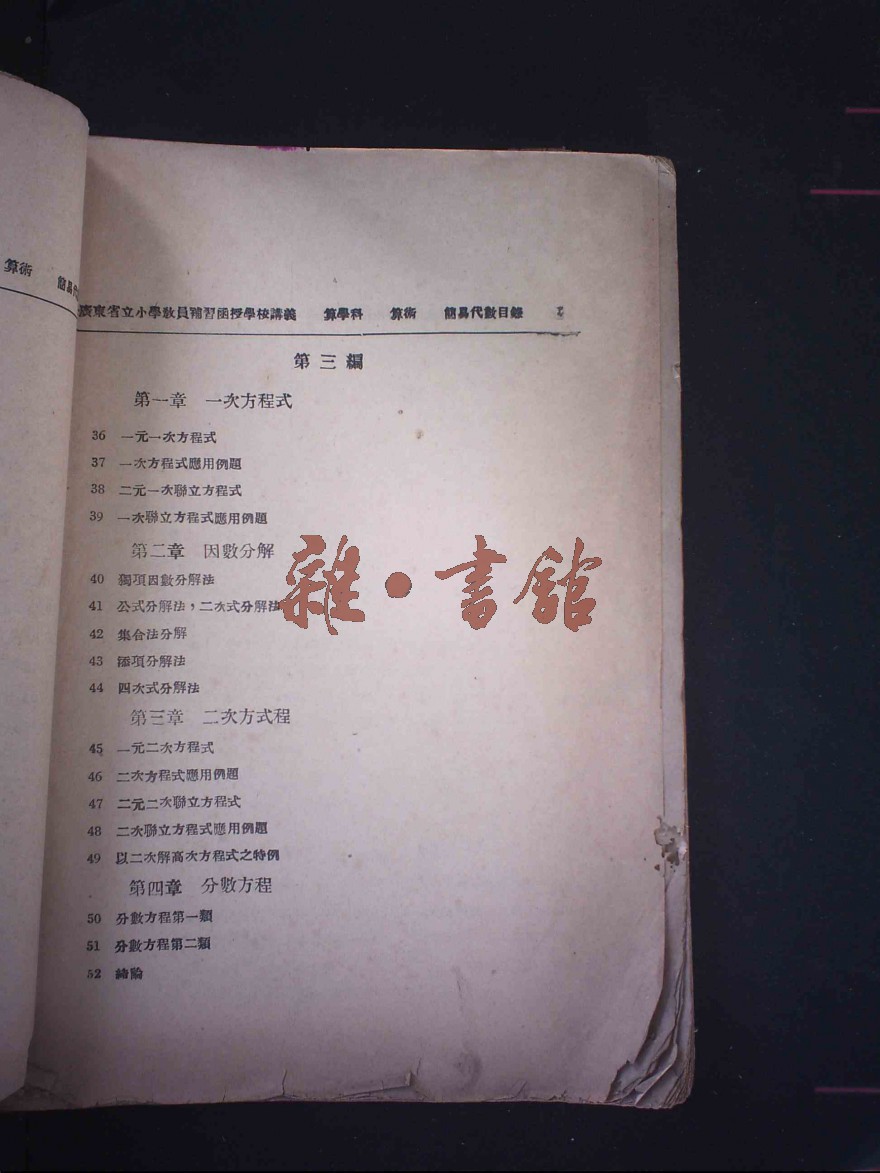 算術 簡易代
廣東省立小學敎員補習函授學校講義 算學科 算術 簡易代數目錄
第三編
第一章 一次方程式
36 一元一次方程式
37 一次方程式應用例題
38 二元一次聯立方程式
39 一次聯立方程式應用例題
第二章 因數分解
40 獨項因數分解法
41 公式分解法，二次式分解法
42 集合法分解
43 添項分解法
44 四次式分解法
第三章 二次方式程
45 一元二次方程式
46 二次方程式應用例題
47 二元二次聯立方程式
48 二次聯立方程式應用例題
49 以二次解高次方程式之特例
第四章 分數方程
50 分數方程第一類
51 分數方程第二類
52 緖論
雜·書館